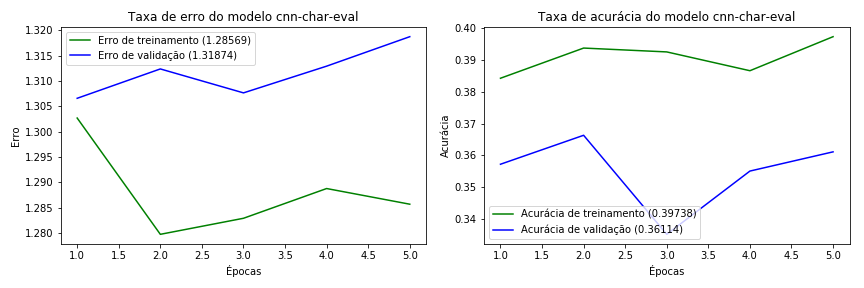 Taxa de erro do modelo cnn-char-eval
1.320
1.315
1.310
1.305
1.300
1.295
1.290
1.285
1.280
Erro
Erro de treinamento (1.28569)
Erro de validação (1.31874)
1.0 1.5 2.0 2.5 3.0 3.5 4.0 4.5 5.0
Épocas
Taxa de acurácia do modelo cnn-char-eval
0.40
0.39
0.38
0.37
0.36
0.35
0.34
Acurácia
Acurácia de treinamento (0.39738)
Acurácia de validação (0.36114)
1.0 1.5 2.0 2.5 3.0 3.5 4.0 4.5 5.0
Épocas